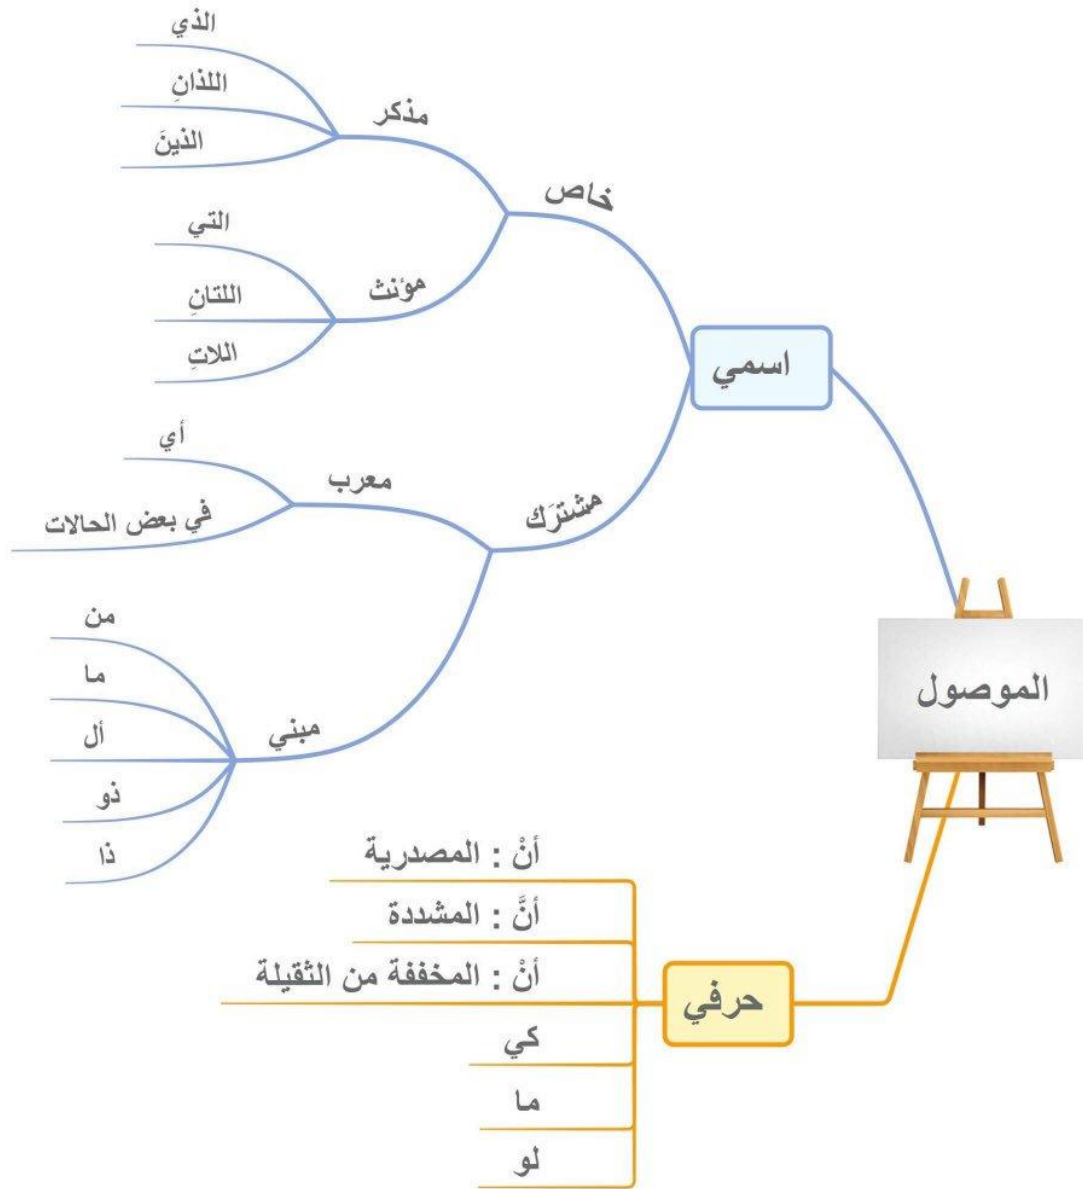 الموصول
اسمي
خاص
مذكر
الذي
اللذانِ
الذينَ
مؤنث
التي
اللتانِ
اللاتِ
مشترَك
معرب
أي
في بعض الحالات
مبني
من
ما
أل
ذو
ذا
حرفي
أنْ : المصدرية
أنَّ : المشددة
أنْ : المخففة من الثقيلة
كي
ما
لو